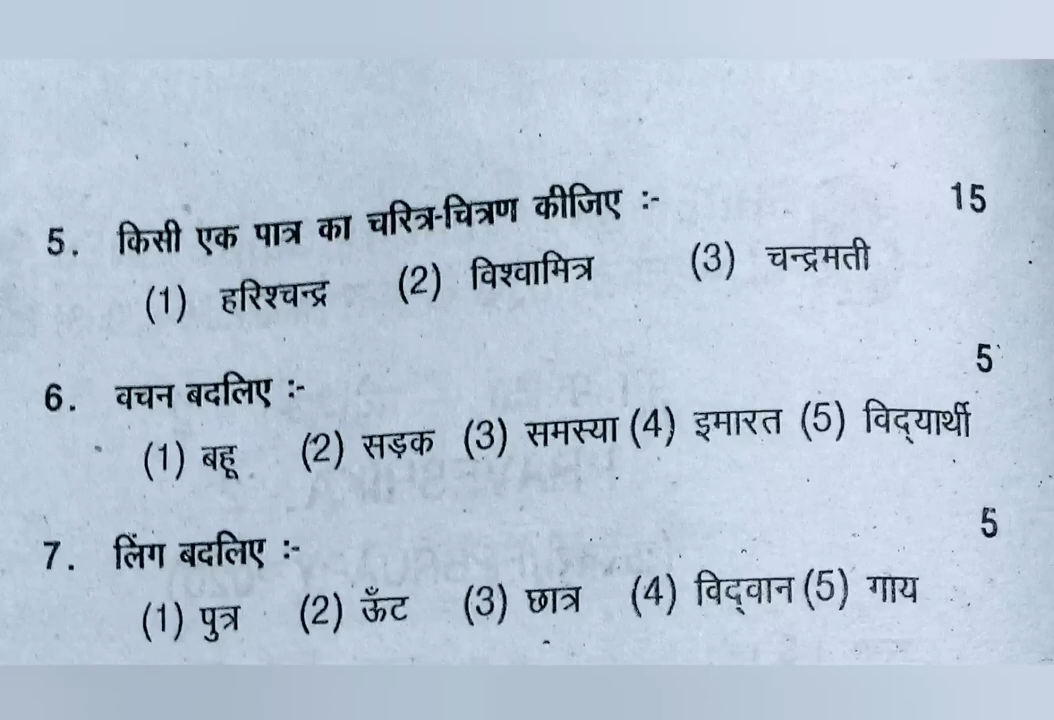 5. किसी एक पात्र का चरित्र-चित्रण कीजिए :- 15
(1) हरिश्चन्द्र (2) विश्वामित्र (3) चन्द्रमती
6. वचन बदलिए :- 5
(1) बहू (2) सड़क (3) समस्या (4) इमारत (5) विद्‌यार्थी
7. लिंग बदलिए :- 5
(1) पुत्र (2) ऊँट (3) छात्र (4) विद्‌वान (5) गाय